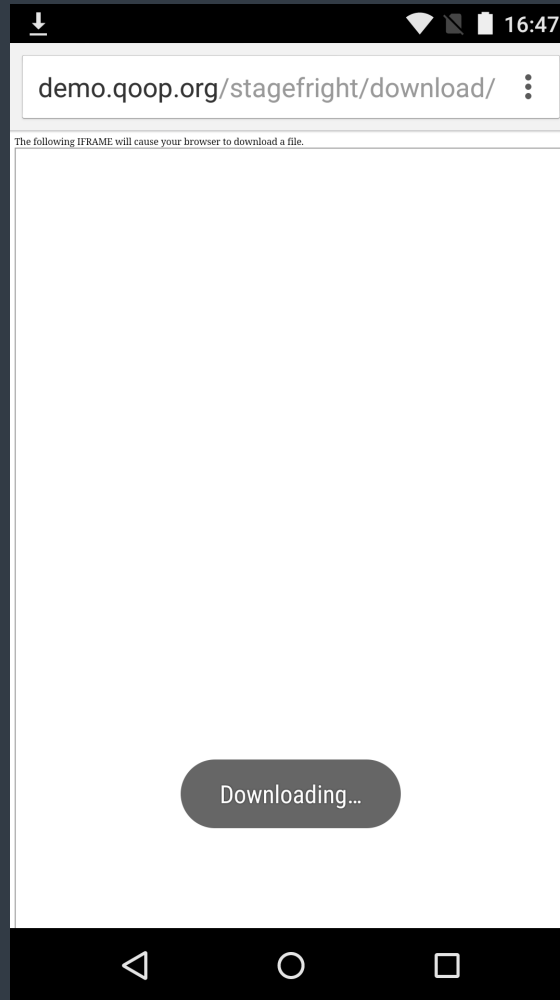 16:47
demo.qoop.org/stagefright/download/
The following IFRAME will cause your browser to download a file.
Downloading…